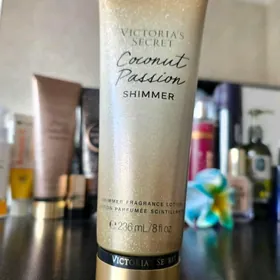 VICTORIA'S
SECRET
Coconut
Passion
SHIMMER
SHIMMER FRAGRANCE LOTION
LOTION PARFUMÉE SCINTILLANTE
℮236 mL/8 fl oz
VICTORIA'S SECRET